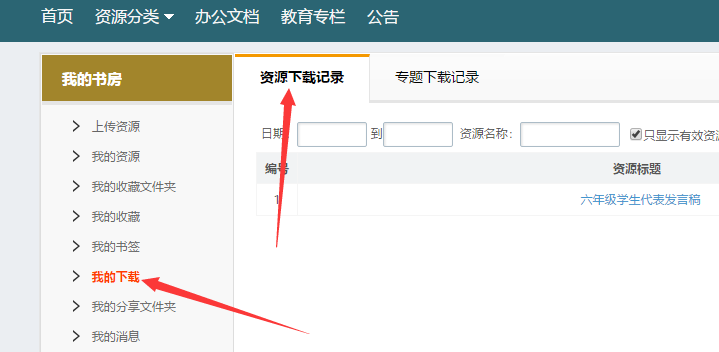 首页 资源分类 办公文档 教育专栏 公告
我的书房
上传资源
我的资源
我的收藏文件夹
我的收藏
我的书签
我的下载
我的分享文件夹
我的消息
资源下载记录 专题下载记录
日期 到 资源名称: 只显示有效资
编号 资源标题
1 六年级学生代表发言稿